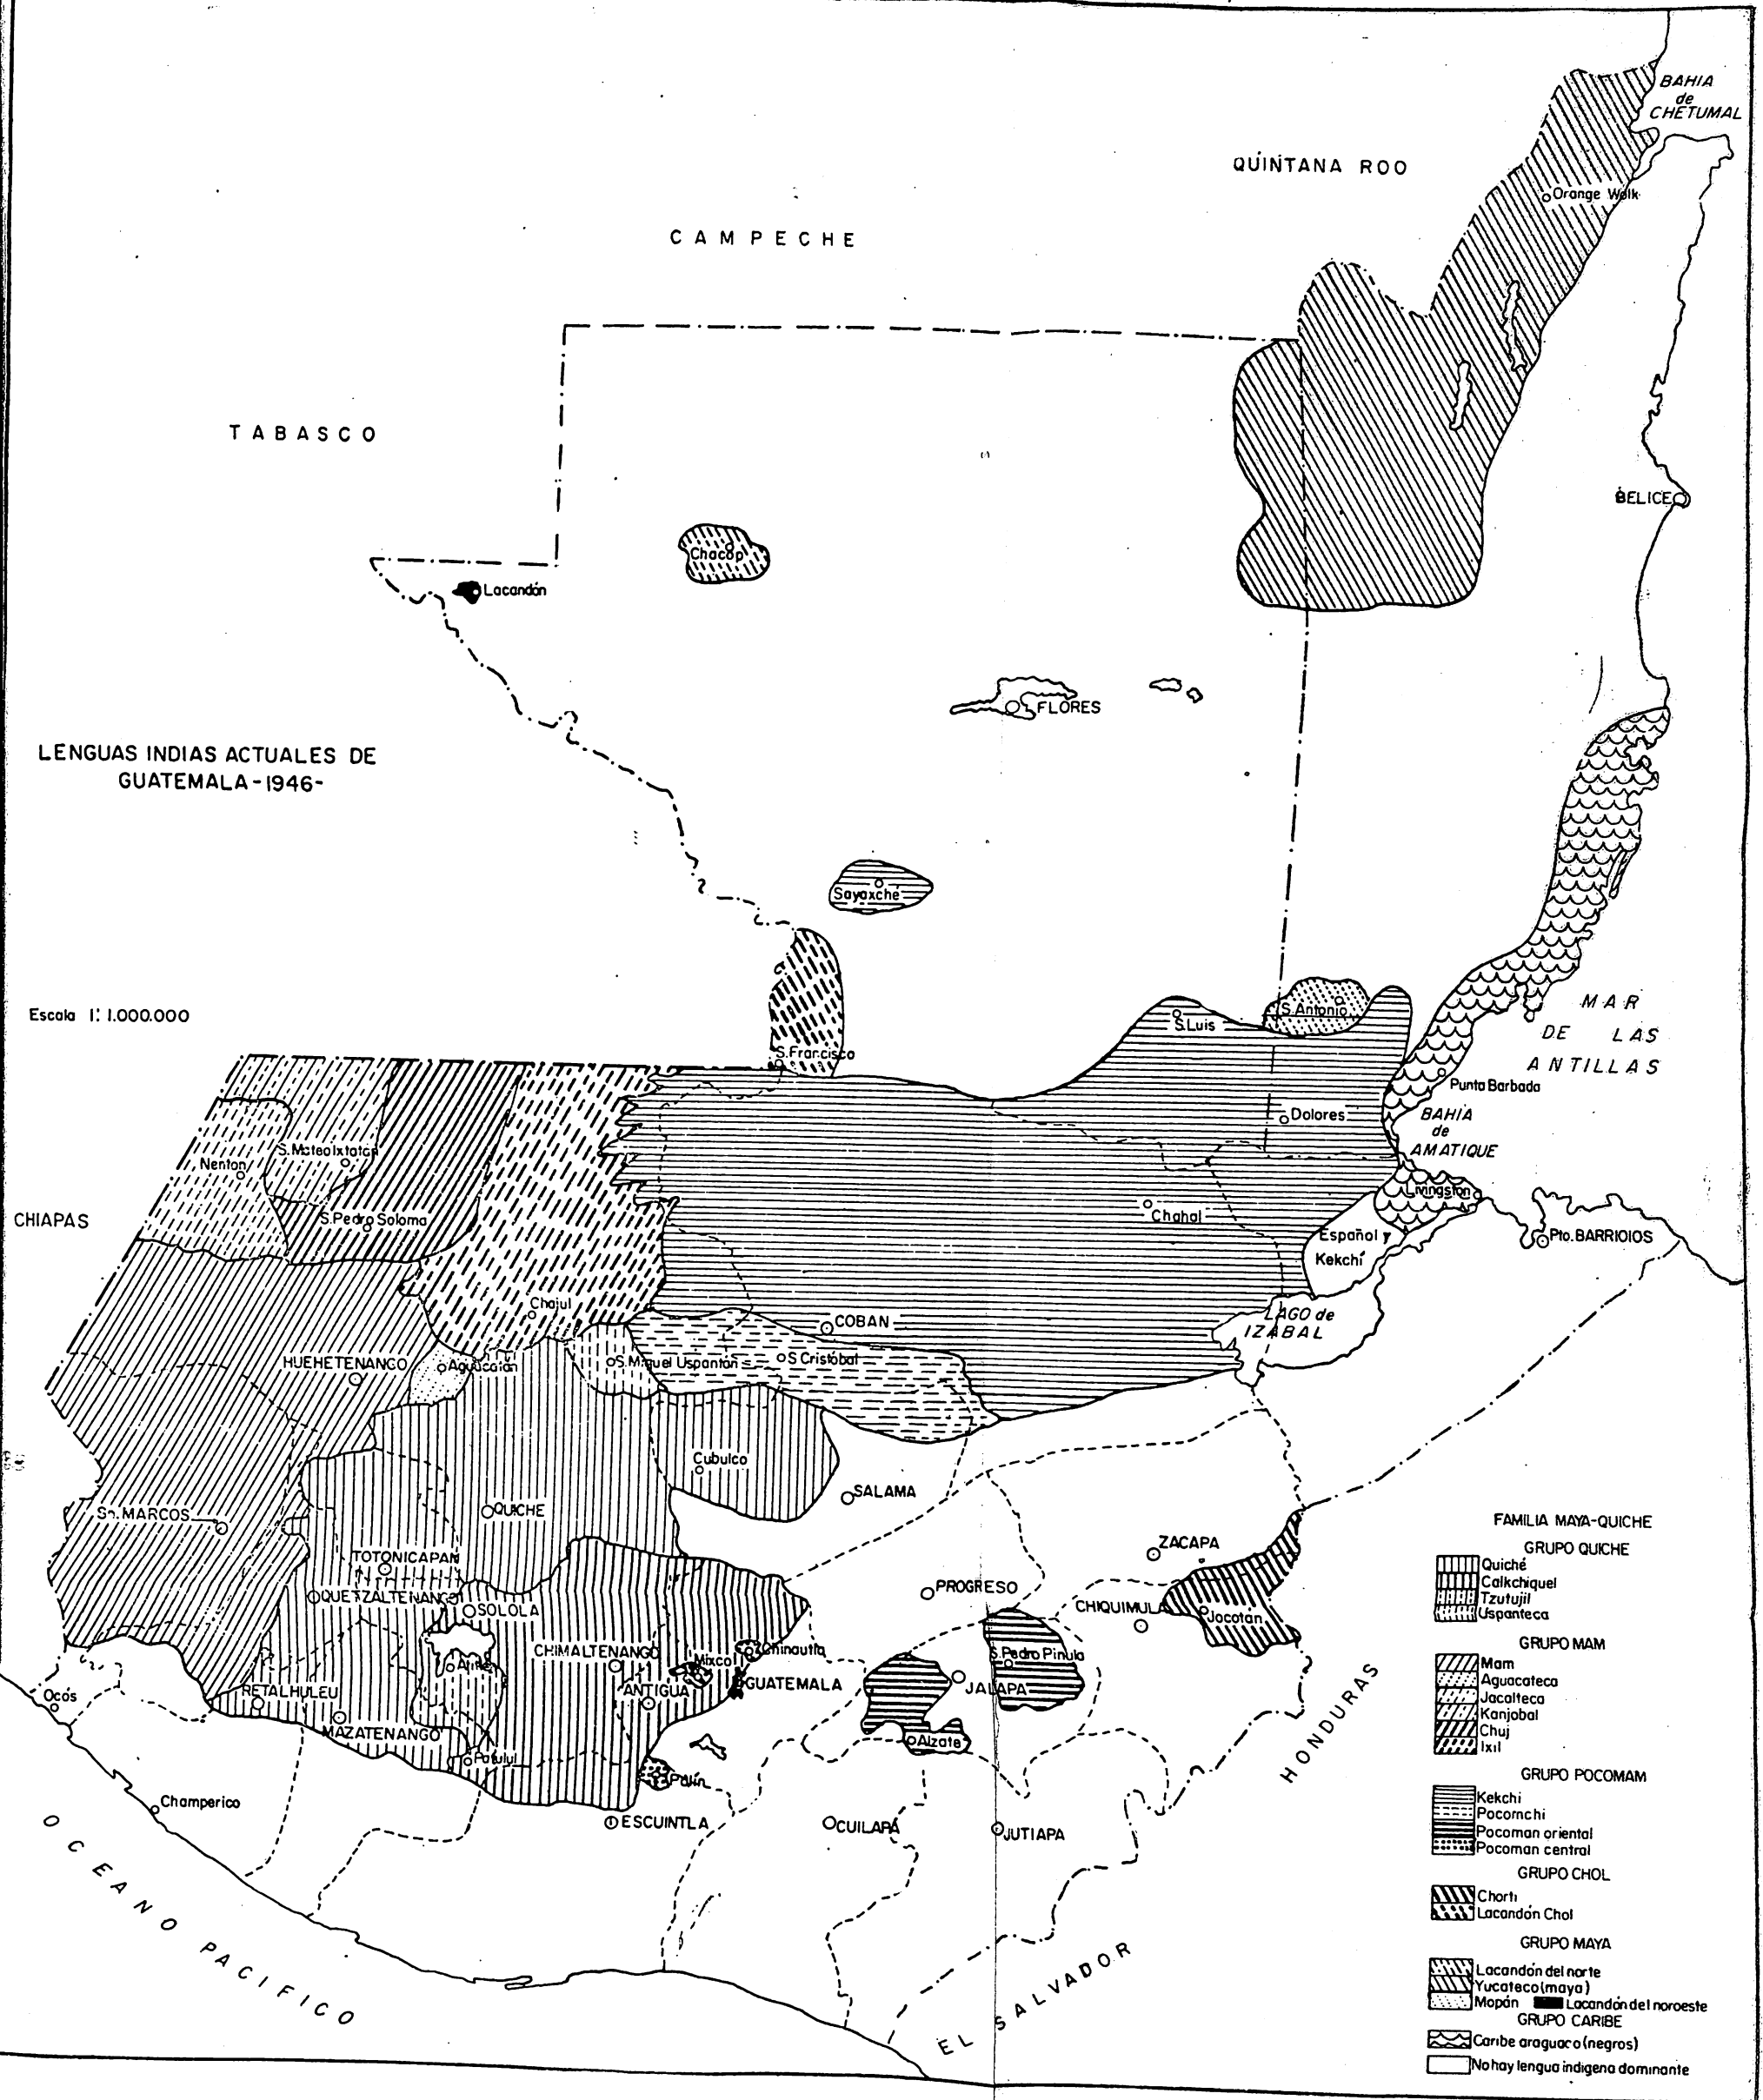 BAHIA
de
CHETUMAL
QUINTANA ROO
Orange Walk
CAMPECHE
TABASCO
BELICE
Chacóp
Lacandón
FLORES
LENGUAS INDIAS ACTUALES DE
GUATEMALA-1946-
Sayaxché
Escala 1:1.000.000
S.Antonio
S.Luis
MAR
DE LAS
ANTILLAS
S.Francisco
Punta Barbada
Dolores
BAHIA
de
AMATIQUE
S.Mateo Ixtatán
Nenton
Livingston
CHIAPAS
S.Pedro Soloma
Chahal
Español y
Kekchí
Pto. BARRIOIOS
Chajul
COBAN
LAGO de
IZABAL
HUEHETENANGO
Aguacatán
S.Miguel Uspantán
S.Cristóbal
Cubulco
SALAMA
QUICHE
Sn. MARCOS
TOTONICAPAN
ZACAPA
QUETZALTENANGO
SOLOLA
PROGRESO
CHIQUIMULA
Jocotán
CHIMALTENANGO
Mixco
Chinautla
S.Pedro Pinula
GUATEMALA
JALAPA
Atitlán
RETALHULEU
ANTIGUA
Ocós
MAZATENANGO
Alzate
Patulul
Palín
Champerico
ESCUINTLA
CUILAPA
JUTIAPA
HONDURAS
OCEANO PACIFICO
EL SALVADOR
FAMILIA MAYA-QUICHE
GRUPO QUICHE
Quiché
Calkchiquel
Tzutujil
Uspanteca
GRUPO MAM
Mam
Aguacateca
Jacalteca
Kanjobal
Chuj
Ixil
GRUPO POCOMAM
Kekchi
Pocomchi
Pocoman oriental
Pocoman central
GRUPO CHOL
Chorti
Lacandón Chol
GRUPO MAYA
Lacandón del norte
Yucateco(maya)
Mopán Lacandón del noroeste
GRUPO CARIBE
Caribe araguaco(negros)
No hay lengua indigena dominante